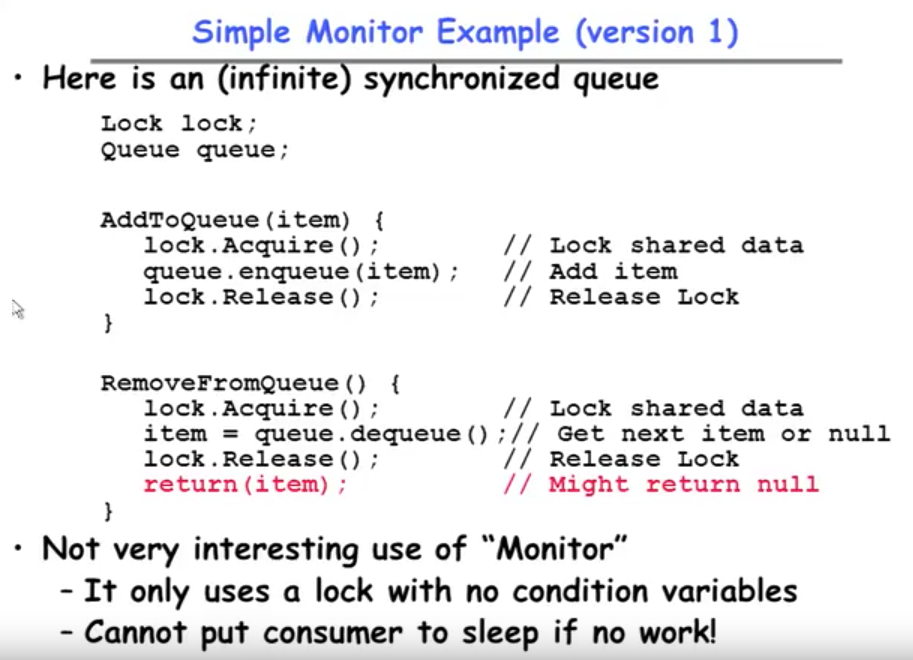 Simple Monitor Example (version 1)
• Here is an (infinite) synchronized queue
Lock lock;
Queue queue;
AddToQueue(item) {
lock.Acquire(); // Lock shared data
queue.enqueue(item); // Add item
lock.Release(); // Release Lock
}
RemoveFromQueue() {
lock.Acquire(); // Lock shared data
item = queue.dequeue();// Get next item or null
lock.Release(); // Release Lock
return(item); // Might return null
}
• Not very interesting use of “Monitor”
– It only uses a lock with no condition variables
– Cannot put consumer to sleep if no work!